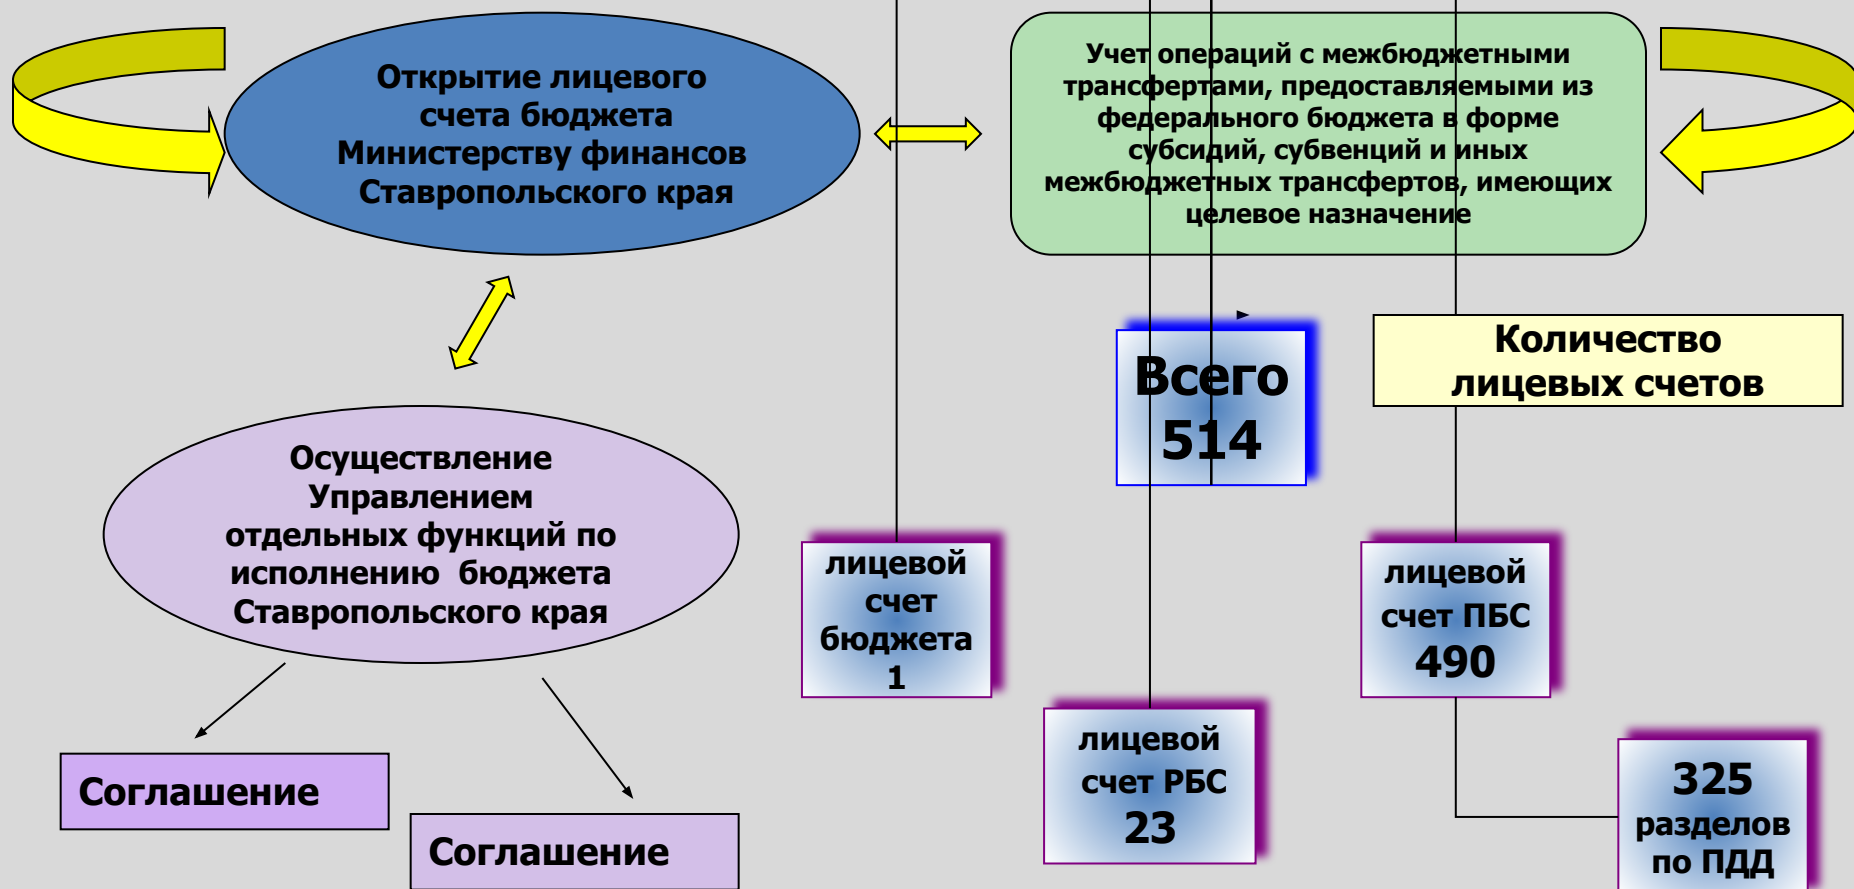 Открытие лицевого
счета бюджета
Министерству финансов
Ставропольского края
Учет операций с межбюджетными
трансфертами, предоставляемыми из
федерального бюджета в форме
субсидий, субвенций и иных
межбюджетных трансфертов, имеющих
целевое назначение
Всего
514
Количество
лицевых счетов
Осуществление
Управлением
отдельных функций по
исполнению бюджета
Ставропольского края
лицевой
счет
бюджета
1
лицевой
счет ПБС
490
лицевой
счет РБС
23
325
разделов
по ПДД
Соглашение
Соглашение